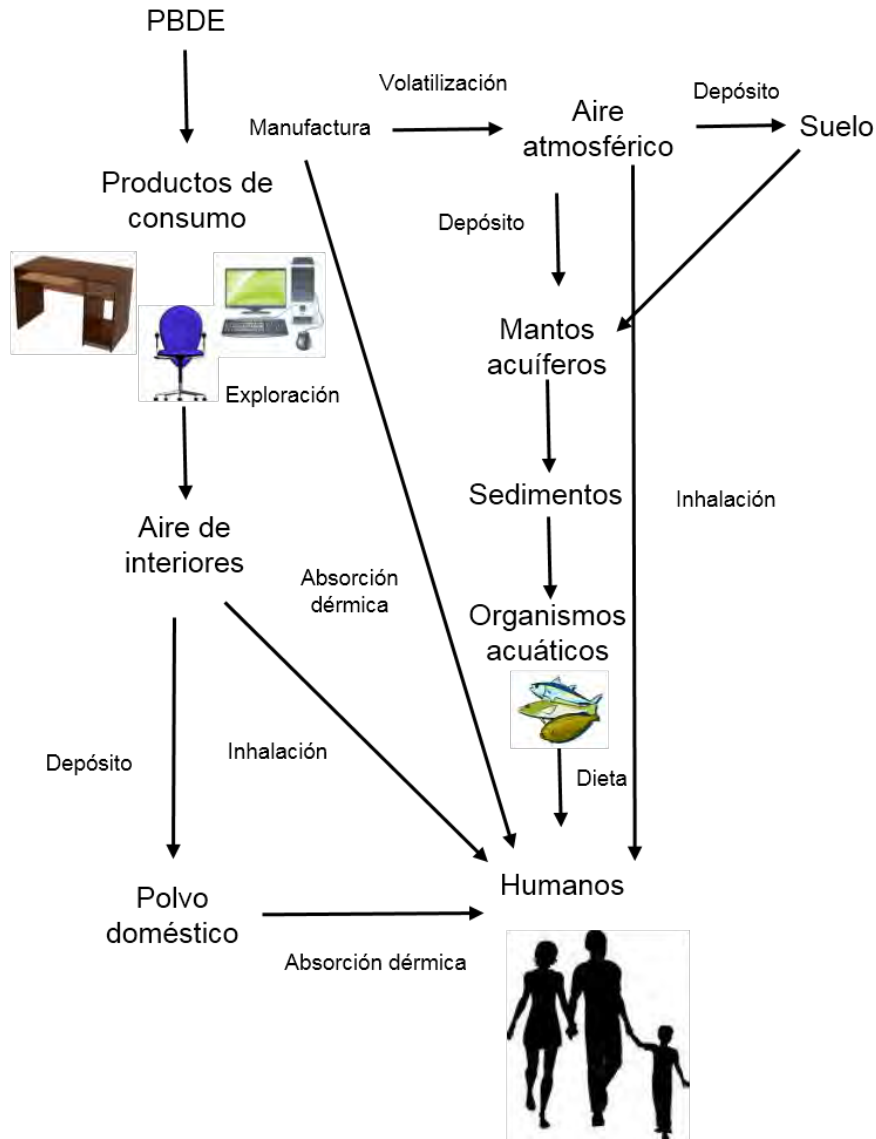 PBDE
Volatilización
Depósito
Manufactura
Aire
atmosférico
Suelo
Productos de
consumo
Depósito
Mantos
acuíferos
Exploración
Sedimentos
Inhalación
Aire de
interiores
Absorción
dérmica
Organismos
acuáticos
Depósito
Inhalación
Dieta
Humanos
Polvo
doméstico
Absorción dérmica